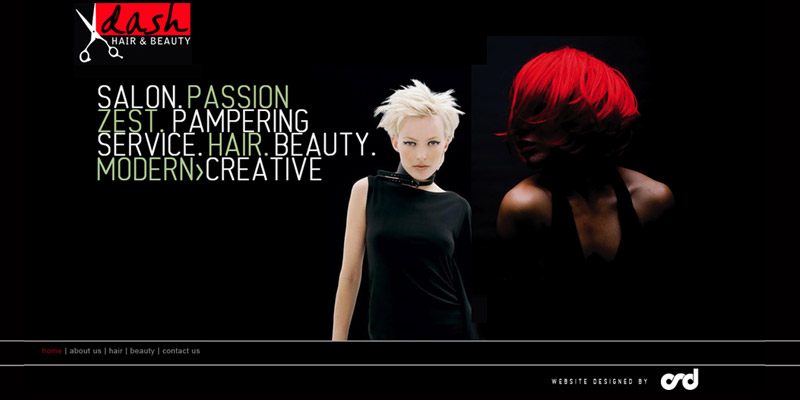 dash
HAIR & BEAUTY
SALON.PASSION
ZEST.PAMPERING
SERVICE.HAIR.BEAUTY.
MODERN>CREATIVE
home | about us | hair | beauty | contact us
WEBSITE DESIGNED BY crd